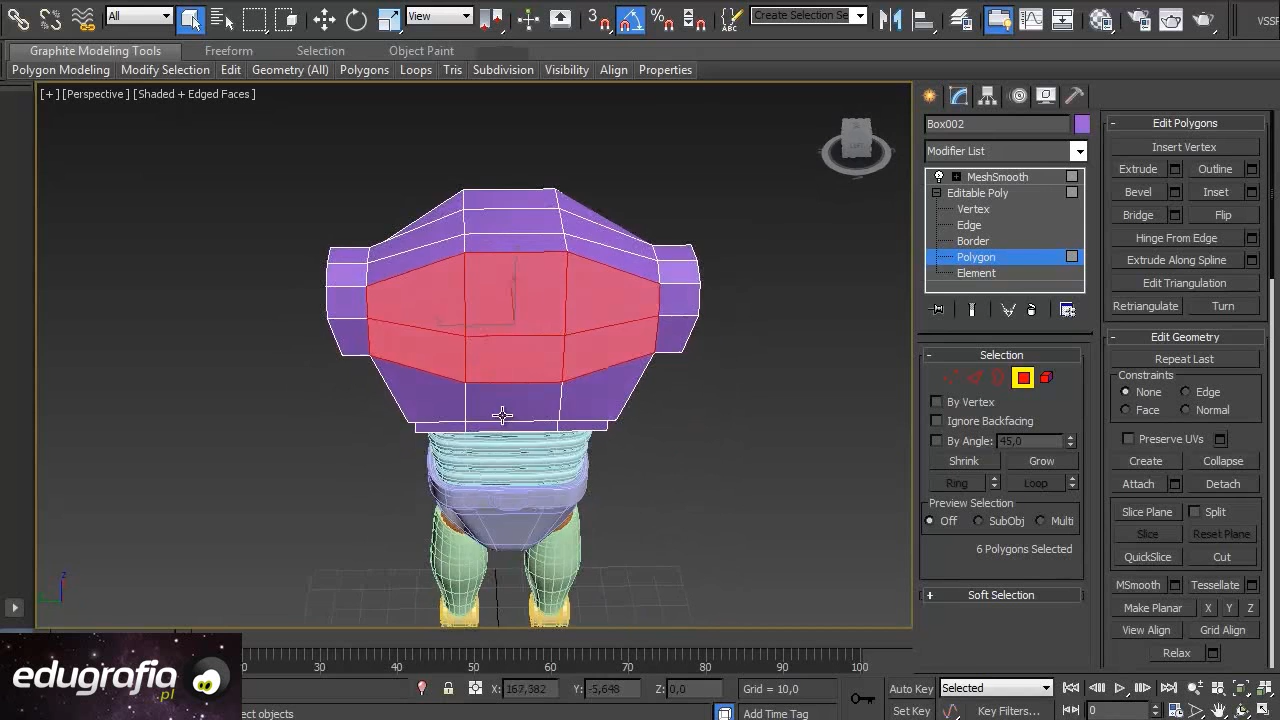 All
View
3
%
ABC
Create Selection Se
VSSF
Graphite Modeling Tools
Freeform
Selection
Object Paint
Polygon Modeling
Modify Selection
Edit
Geometry (All)
Polygons
Loops
Tris
Subdivision
Visibility
Align
Properties
[+] [Perspective] [Shaded + Edged Faces]
z
Box002
Modifier List
MeshSmooth
Editable Poly
Vertex
Edge
Border
Polygon
Element
Selection
By Vertex
Ignore Backfacing
By Angle: 45,0
Shrink
Grow
Ring
Loop
Preview Selection
Off
SubObj
Multi
6 Polygons Selected
Soft Selection
Edit Polygons
Insert Vertex
Extrude
Outline
Bevel
Inset
Bridge
Flip
Hinge From Edge
Extrude Along Spline
Edit Triangulation
Retriangulate
Turn
Edit Geometry
Repeat Last
Constraints
None
Edge
Face
Normal
Preserve UVs
Create
Collapse
Attach
Detach
Slice Plane
Split
Slice
Reset Plane
QuickSlice
Cut
MSmooth
Tessellate
Make Planar
X
Y
Z
View Align
Grid Align
Relax
edugrafia
.pl
30
40
50
60
70
80
90
100
X: 167,382
Y: -5,648
Z: 0,0
Grid = 10,0
Auto Key
Selected
ect objects
Add Time Tag
Set Key
Key Filters...
0